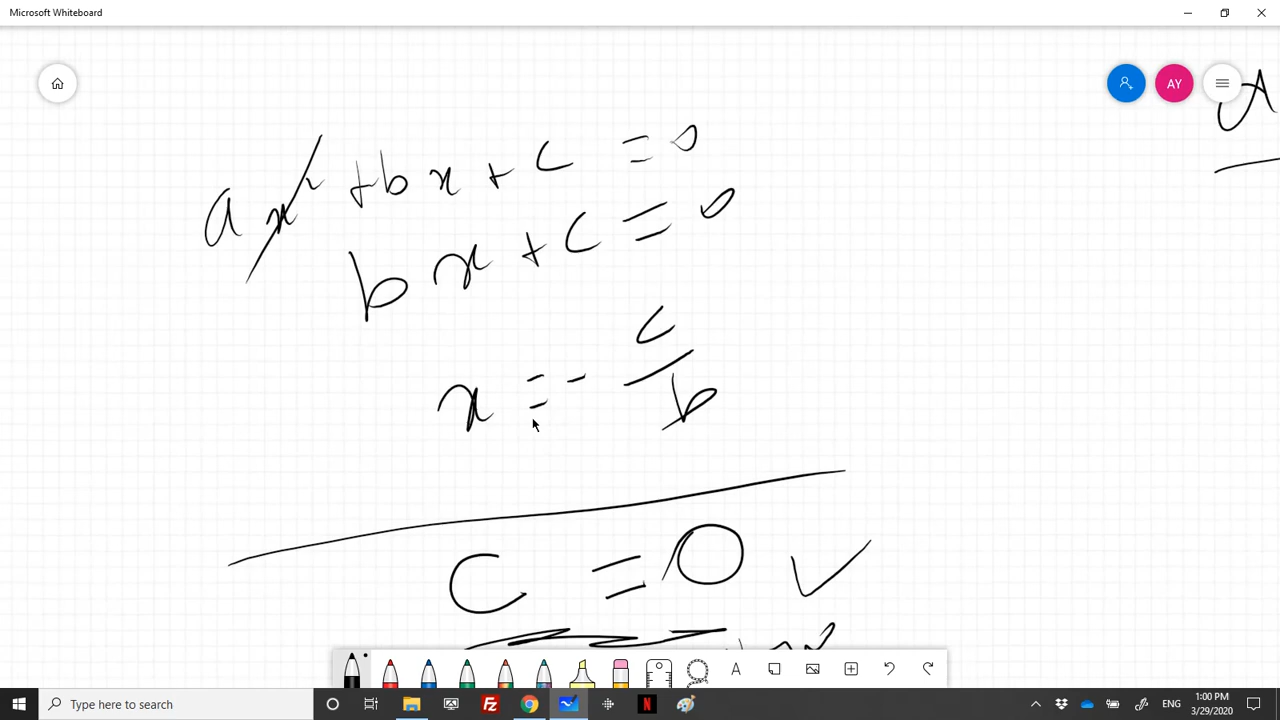 Microsoft Whiteboard
AY
A
ax² + bx + c = 0
bx + c = 0
x = - c/b
C = 0 ✓
A
Type here to search
N
ENG
1:00 PM
3/29/2020